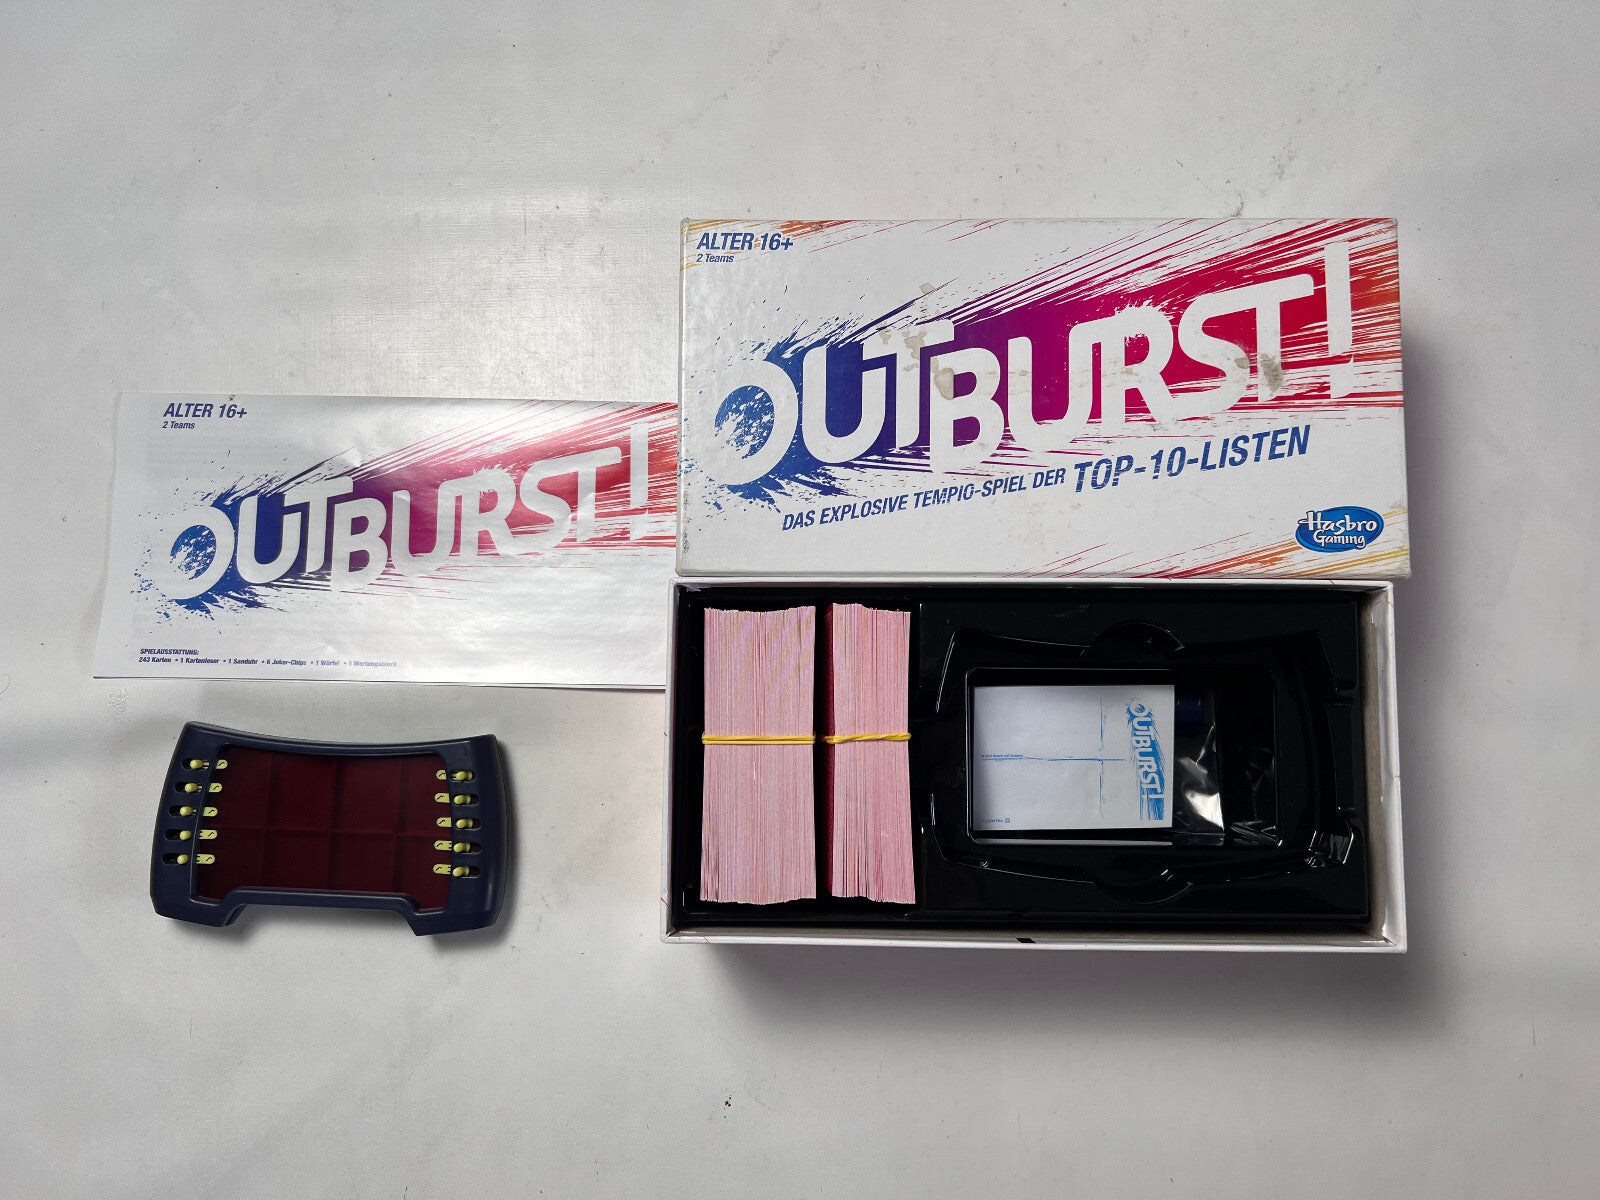 ALTER 16+
2 Teams
OUTBURST!
DAS EXPLOSIVE TEMPO-SPIEL DER TOP-10-LISTEN
Hasbro
Gaming
ALTER 16+
2 Teams
OUTBURST!
SPIELAUSSTATTUNG:
243 Karten • 1 Kartenleser • 1 Sanduhr • 6 Joker-Chips • 1 Würfel • 1 Wertungsblock
OUTBURST!